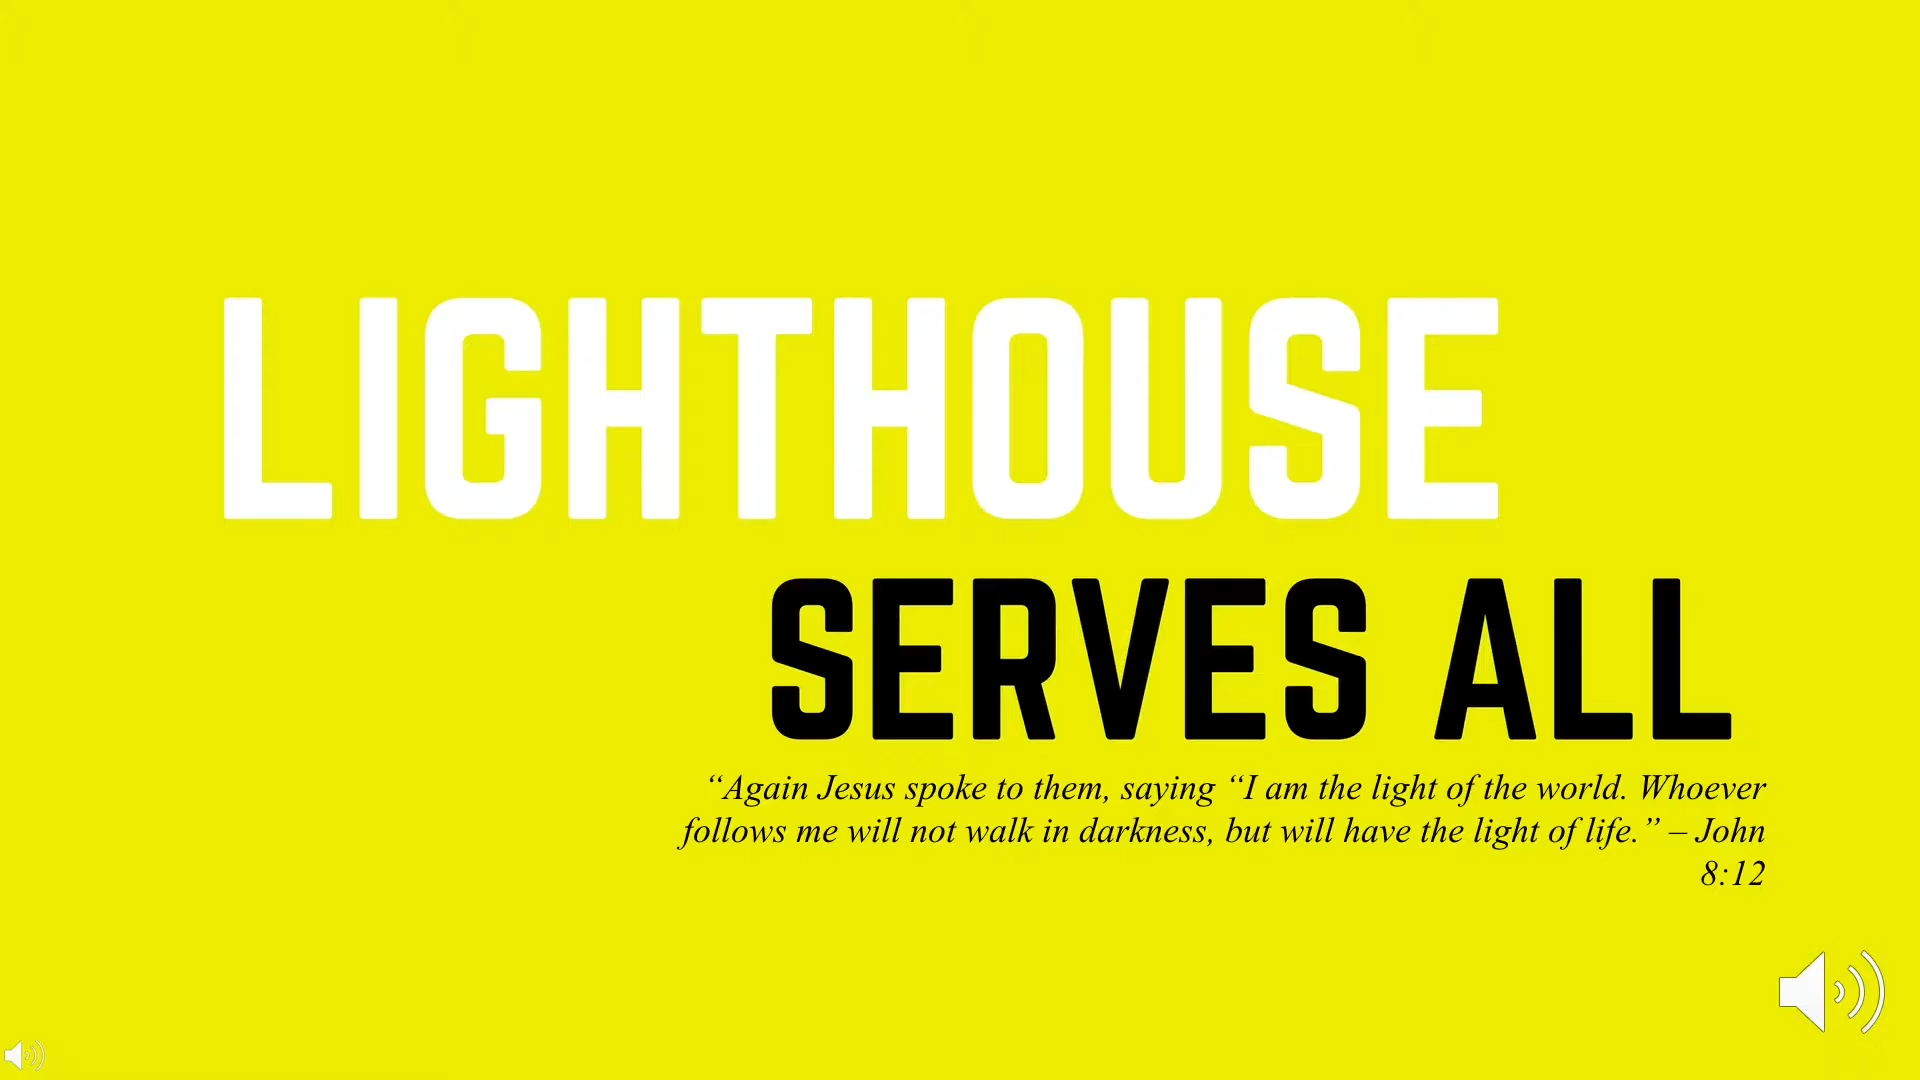 LIGHTHOUSE
SERVES ALL
“Again Jesus spoke to them, saying “I am the light of the world. Whoever
follows me will not walk in darkness, but will have the light of life.” – John
8:12